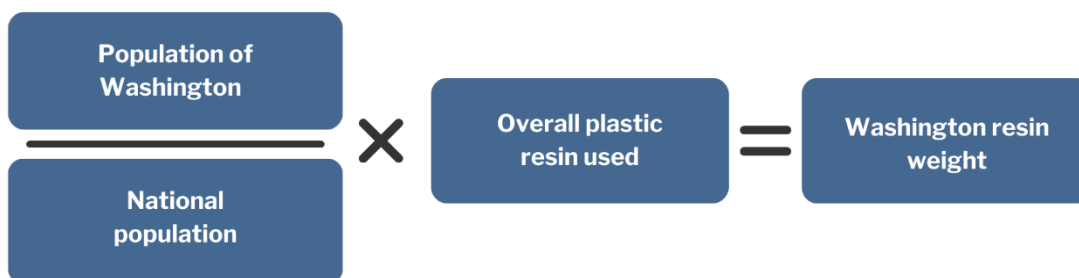 Population of
Washington
National
population
Overall plastic
resin used
Washington resin
weight